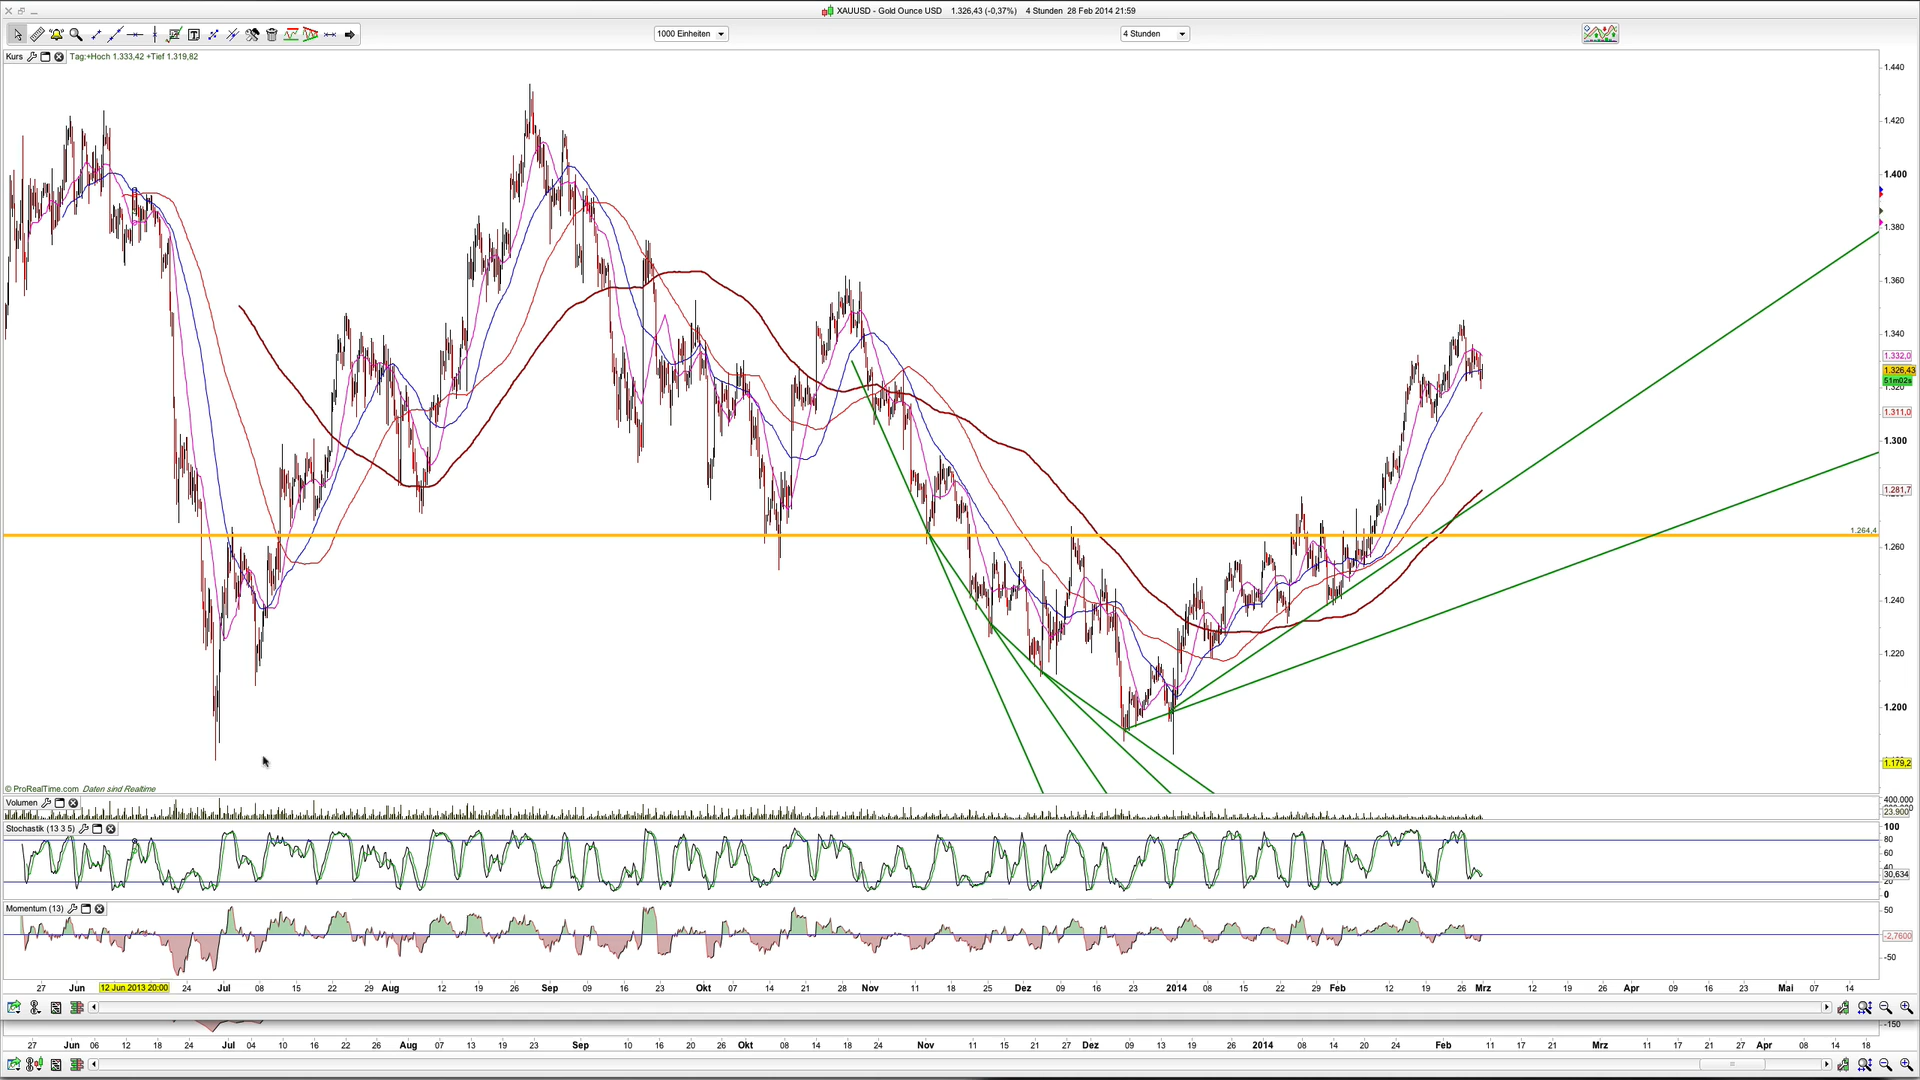 XAUUSD - Gold Ounce USD 1.326,43 (-0,37%) 4 Stunden 28 Feb 2014 21:59
1000 Einheiten
4 Stunden
Kurs Tag:+Hoch 1.333,42 +Tief 1.319,82
1.440
1.420
1.400
1.380
1.360
1.340
1.332,0
1.326,43
51m02s
1.320
1.311,0
1.300
1.281,7
1.264,4
1.260
1.240
1.220
1.200
1.179,2
© ProRealTime.com Daten sind Realtime
Volumen
400.000
23.900
Stochastik (13 3 5)
100
80
60
40
30,634
20
0
Momentum (13)
50
-2,7600
-50
27 Jun 12 Jun 2013 20:00 24 Jul 08 15 22 29 Aug 12 19 26 Sep 09 16 23 Okt 07 14 21 28 Nov 11 18 25 Dez 09 16 23 2014 08 15 22 29 Feb 12 19 26 Mrz 12 19 26 Apr 09 16 23 Mai 07 14
-150
27 Jun 06 12 18 24 Jul 04 10 16 22 26 Aug 07 13 19 23 Sep 10 16 20 26 Okt 08 14 18 24 Nov 11 15 21 27 Dez 09 13 19 26 2014 08 14 20 24 Feb 11 17 21 Mrz 17 21 27 Apr 08 14 18